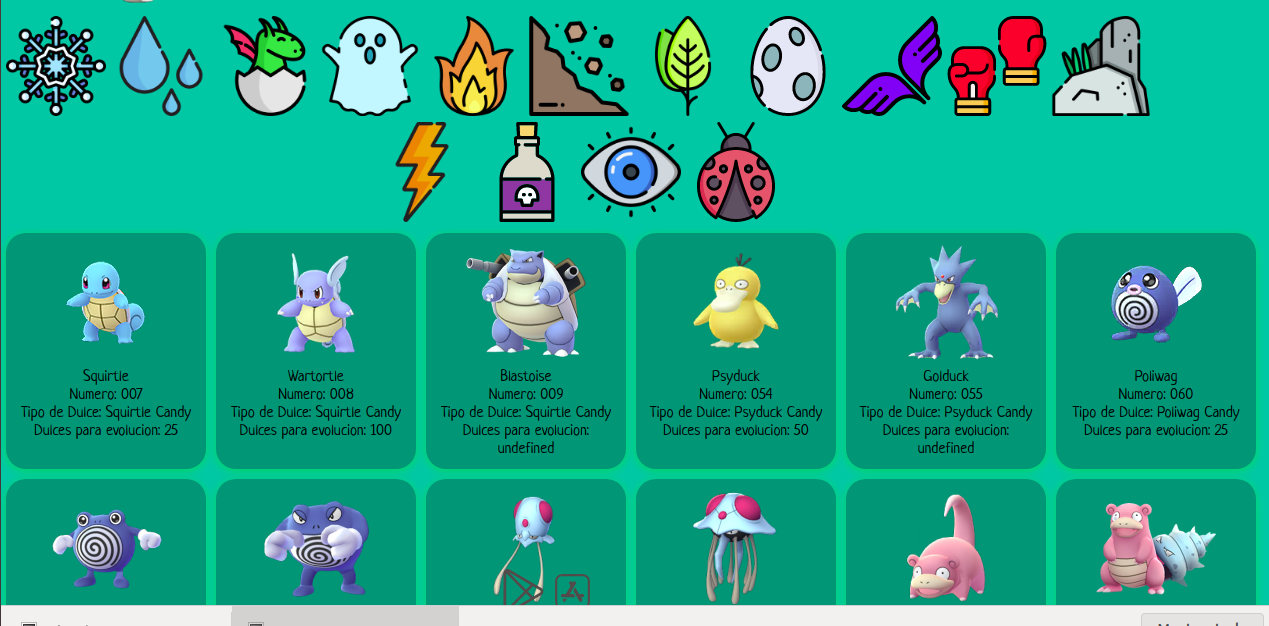 Squirtle
Numero: 007
Tipo de Dulce: Squirtle Candy
Dulces para evolucion: 25
Wartortle
Numero: 008
Tipo de Dulce: Squirtle Candy
Dulces para evolucion: 100
Blastoise
Numero: 009
Tipo de Dulce: Squirtle Candy
Dulces para evolucion:
undefined
Psyduck
Numero: 054
Tipo de Dulce: Psyduck Candy
Dulces para evolucion: 50
Golduck
Numero: 055
Tipo de Dulce: Psyduck Candy
Dulces para evolucion:
undefined
Poliwag
Numero: 060
Tipo de Dulce: Poliwag Candy
Dulces para evolucion: 25